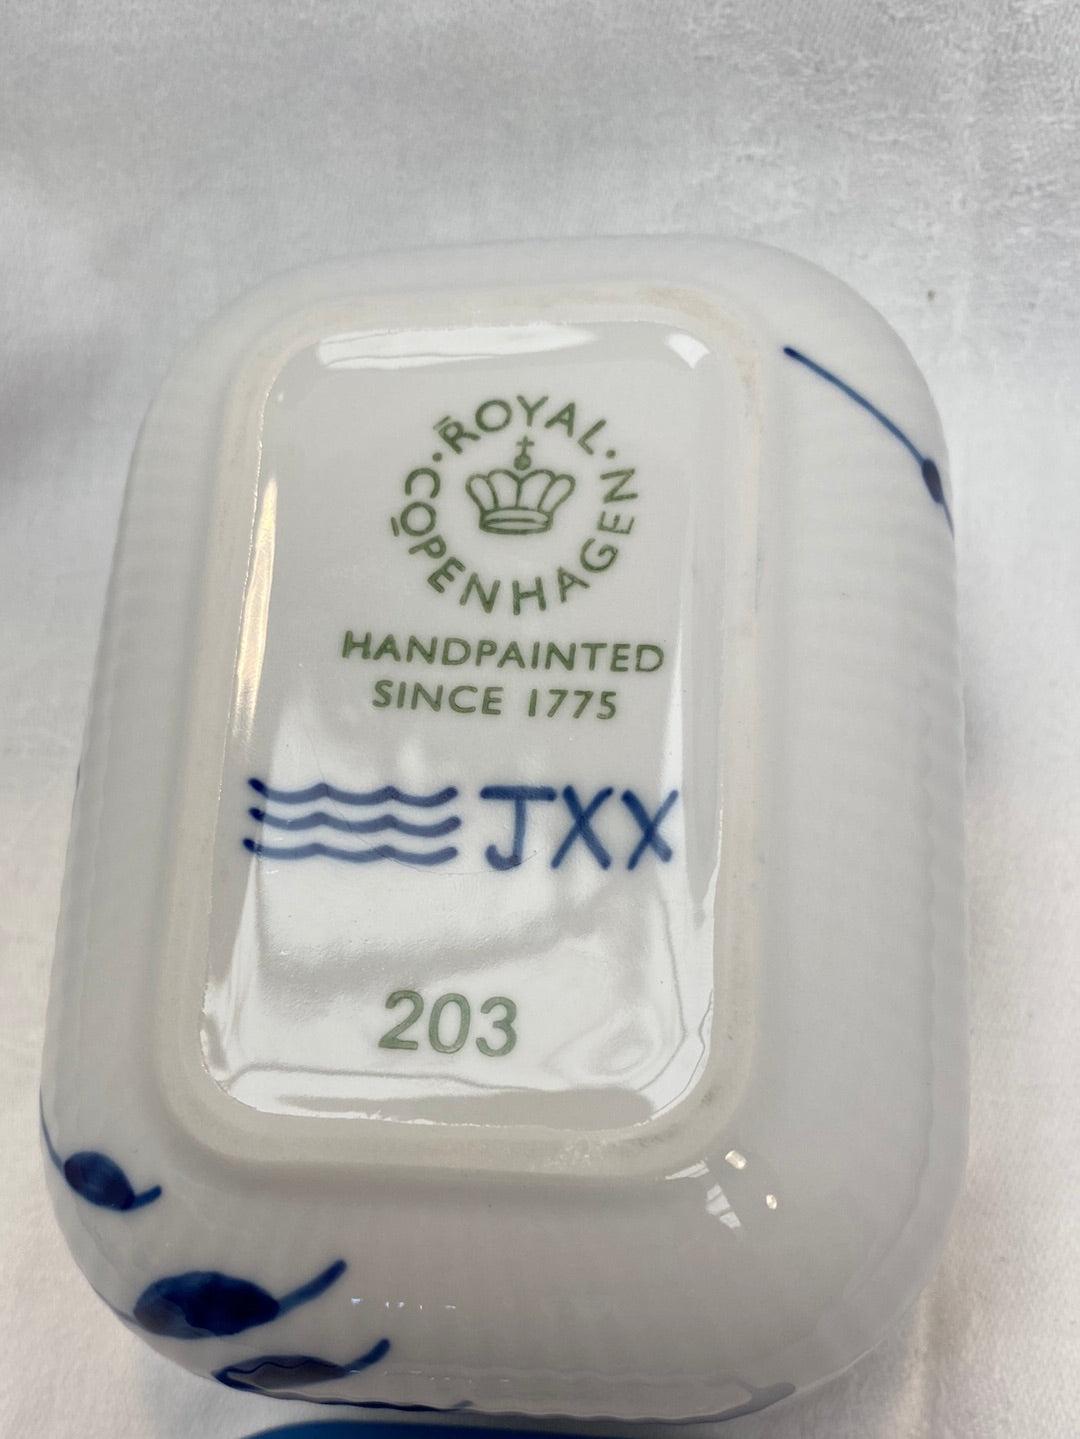 ROYAL · COPENHAGEN ·
HANDPAINTED
SINCE 1775
JXX
203